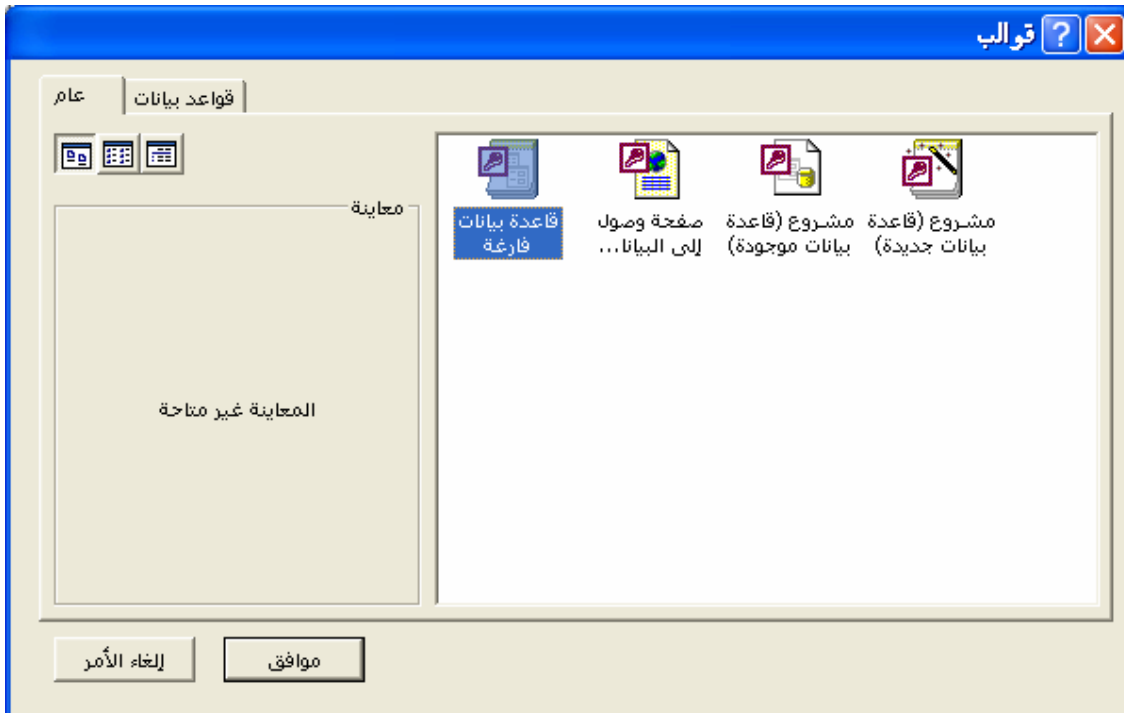 قوالب
عام
قواعد بيانات
معاينة
المعاينة غير متاحة
قاعدة بيانات
فارغة
صفحة وصول
إلى البيانا...
مشروع (قاعدة
بيانات موجودة)
مشروع (قاعدة
بيانات جديدة)
موافق
إلغاء الأمر